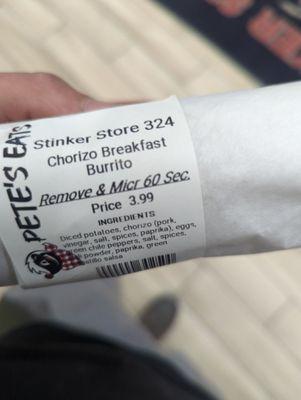 PETE'S EATS
Stinker Store 324
Chorizo Breakfast
Burrito
Remove & Micr 60 Sec.
Price 3.99
INGREDIENTS
Diced potatoes, chorizo (pork,
vinegar, salt, spices, paprika), eggs,
green chile peppers, salt, spices,
powder, paprika, green
salsa